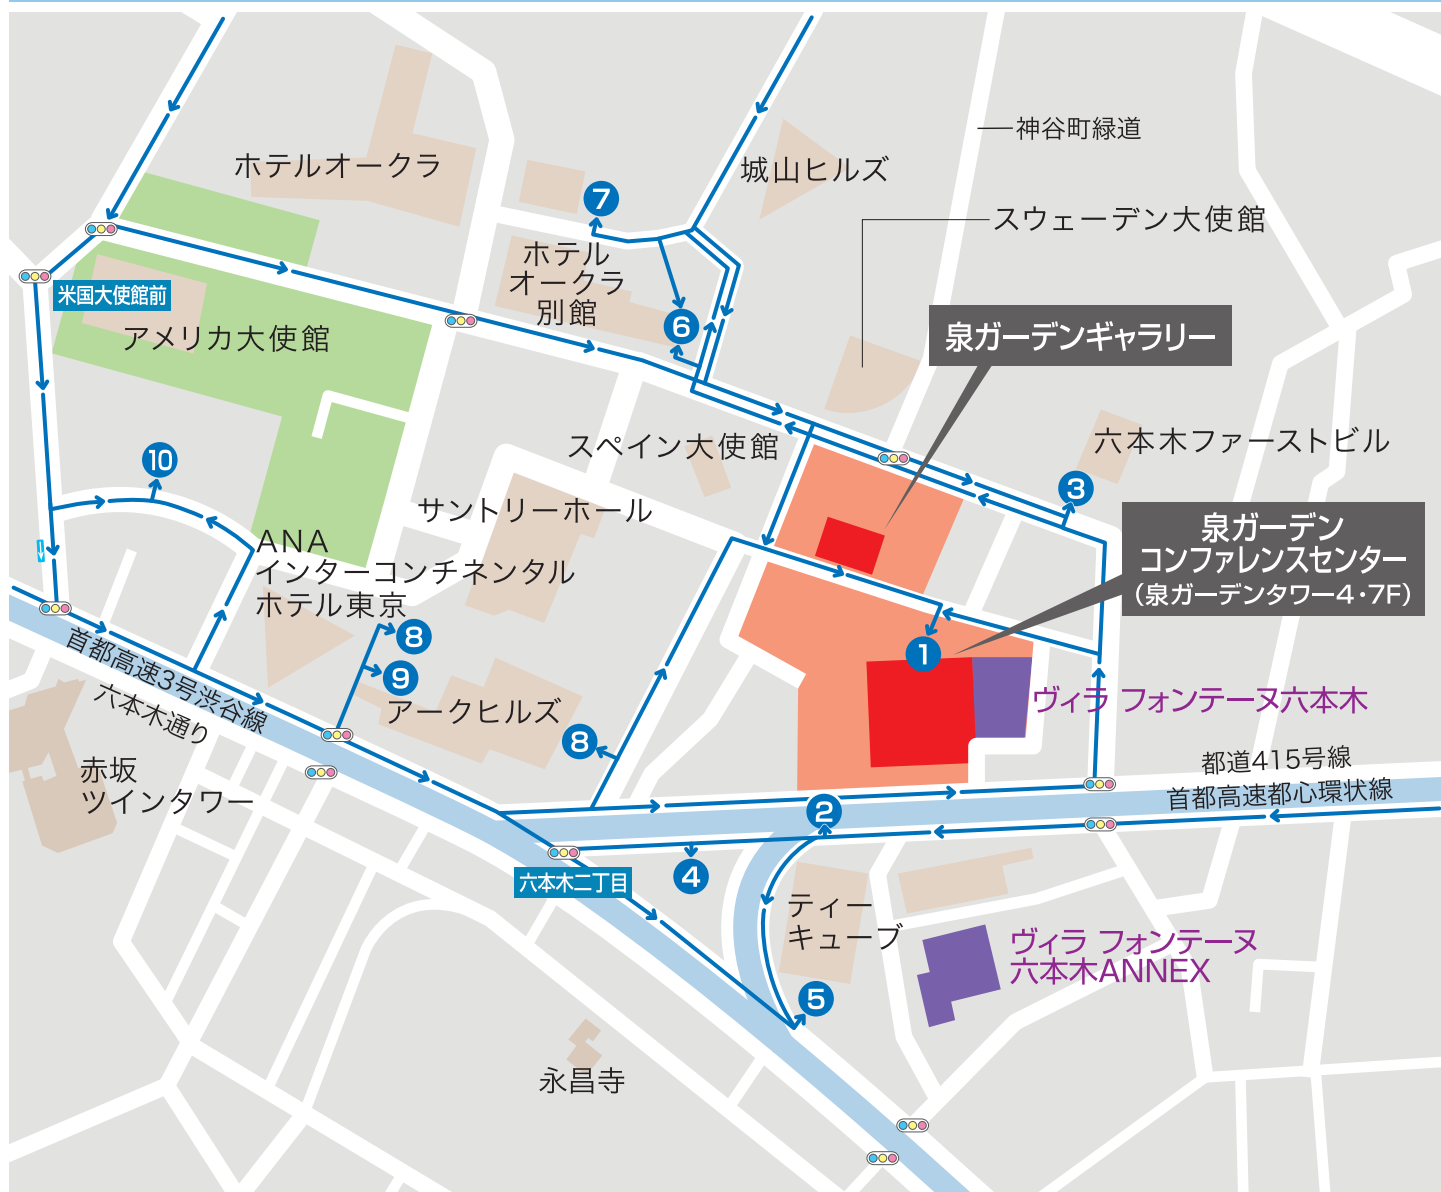 神谷町緑道
ホテルオークラ
城山ヒルズ
7
スウェーデン大使館
ホテル
オークラ
別館
米国大使館前
アメリカ大使館
6
泉ガーデンギャラリー
スペイン大使館
六本木ファーストビル
10
3
サントリーホール
泉ガーデン
コンファレンスセンター
(泉ガーデンタワー4・7F)
ANA
インターコンチネンタル
ホテル東京
8
9
1
首都高速3号渋谷線
六本木通り
アークヒルズ
8
ヴィラ フォンテーヌ六本木
赤坂
ツインタワー
都道415号線
首都高速都心環状線
2
4
六本木二丁目
ティー
キューブ
ヴィラ フォンテーヌ
六本木ANNEX
5
永昌寺